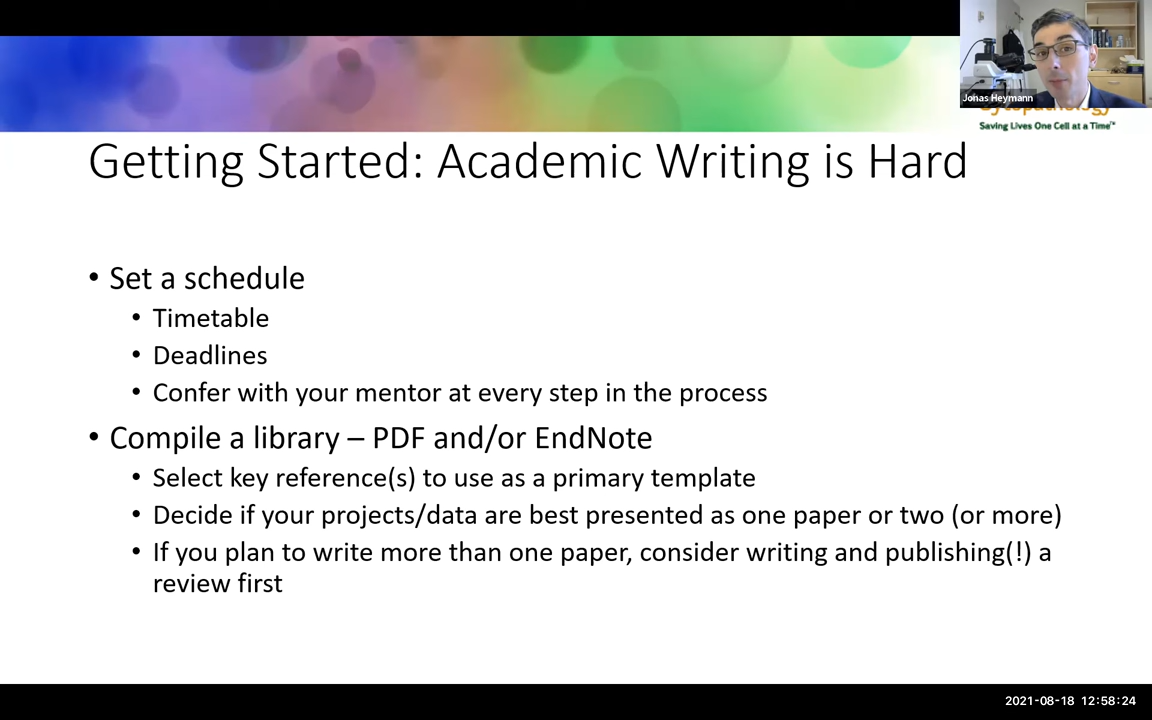 Jonas Heymann
Cytopathology
Saving Lives One Cell at a Time™
Getting Started: Academic Writing is Hard
• Set a schedule
• Timetable
• Deadlines
• Confer with your mentor at every step in the process
• Compile a library – PDF and/or EndNote
• Select key reference(s) to use as a primary template
• Decide if your projects/data are best presented as one paper or two (or more)
• If you plan to write more than one paper, consider writing and publishing(!) a
review first
2021-08-18 12:58:24